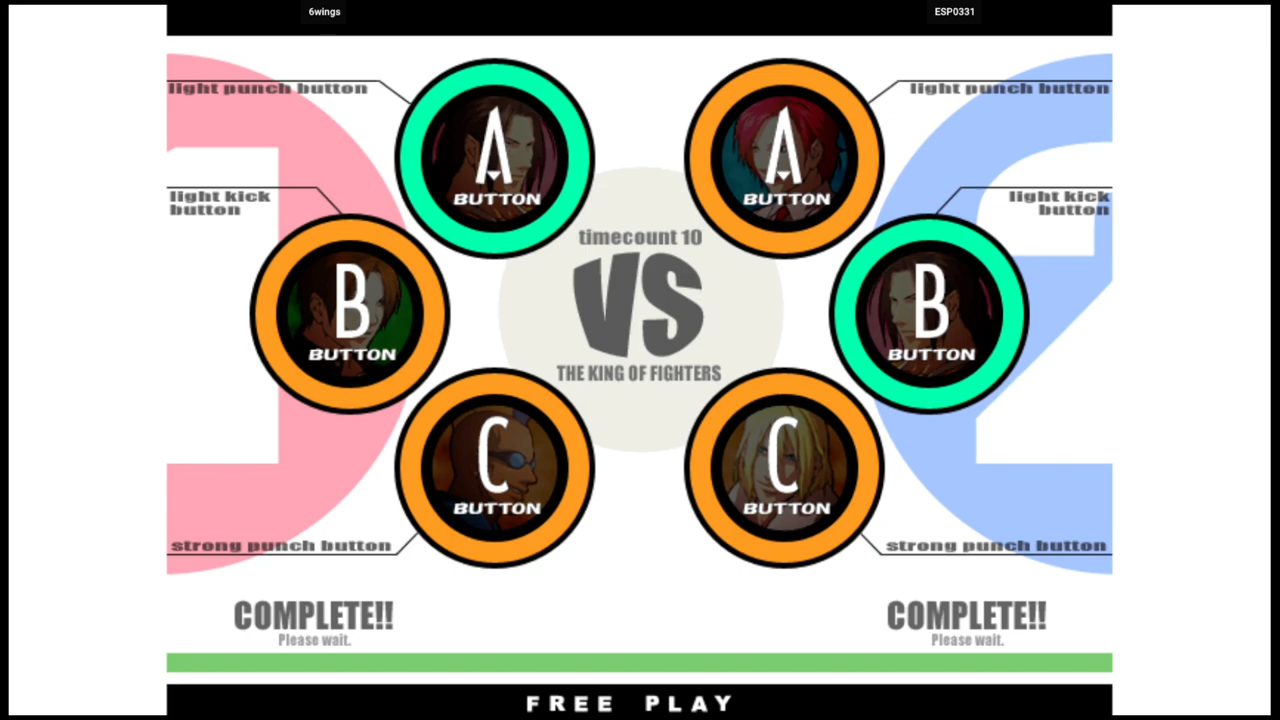 6wings
ESP0331
light punch button
light punch button
A
BUTTON
A
BUTTON
light kick
button
light kick
button
timecount 10
VS
THE KING OF FIGHTERS
B
BUTTON
B
BUTTON
C
BUTTON
C
BUTTON
strong punch button
strong punch button
COMPLETE!!
Please wait.
COMPLETE!!
Please wait.
FREE PLAY